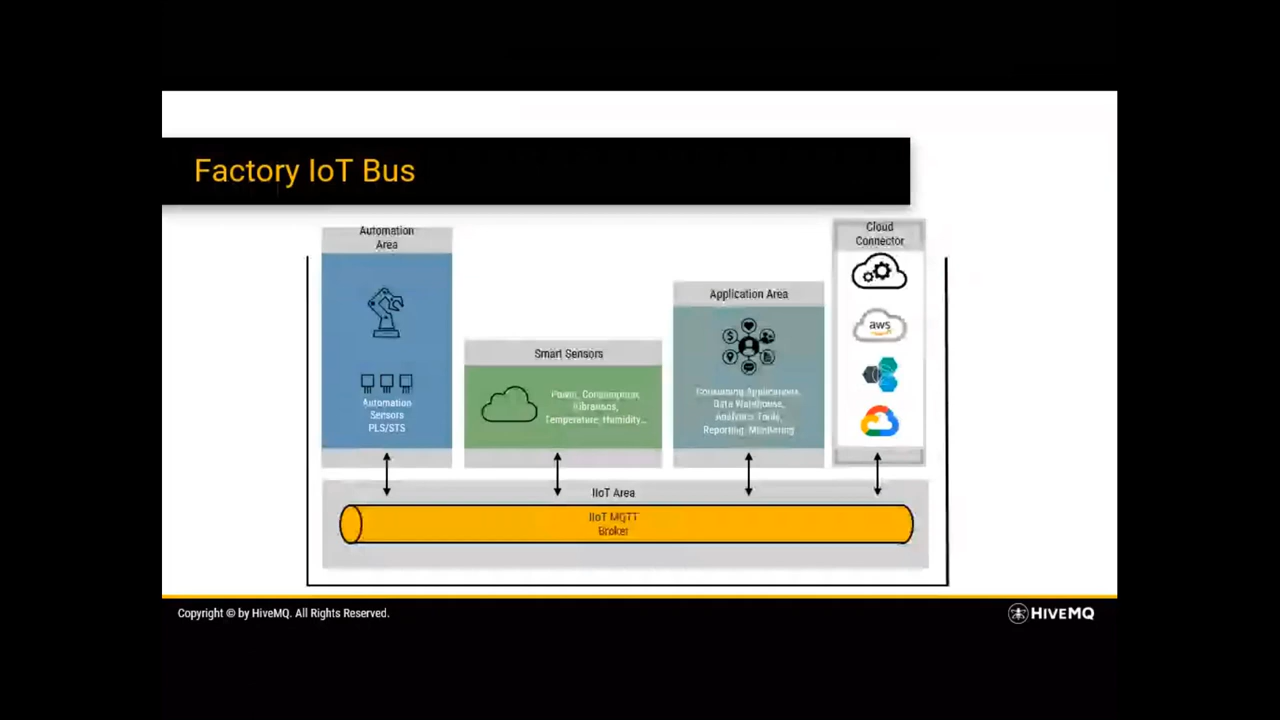 Factory IoT Bus
Automation
Area
Automation
Sensors
PLS/STS
Smart Sensors
Power, Consumption,
Vibrations,
Temperature, Humidity...
Application Area
Consuming Applications,
Data Warehouse,
Analytics Tools,
Reporting, Monitoring
Cloud
Connector
aws
IIoT Area
IIoT MQTT
Broker
Copyright © by HiveMQ. All Rights Reserved.
HIVEMQ